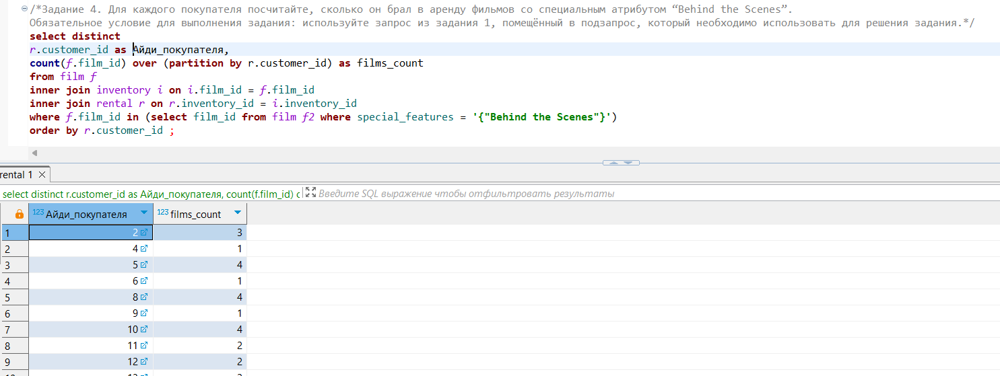 /*Задание 4. Для каждого покупателя посчитайте, сколько он брал в аренду фильмов со специальным атрибутом “Behind the Scenes”.
Обязательное условие для выполнения задания: используйте запрос из задания 1, помещённый в подзапрос, который необходимо использовать для решения задания.*/
select distinct
r.customer_id as Айди_покупателя,
count(f.film_id) over (partition by r.customer_id) as films_count
from film f
inner join inventory i on i.film_id = f.film_id
inner join rental r on r.inventory_id = i.inventory_id
where f.film_id in (select film_id from film f2 where special_features = '{"Behind the Scenes"}')
order by r.customer_id ;
rental 1
select distinct r.customer_id as Айди_покупателя, count(f.film_id) o Введите SQL выражение чтобы отфильтровать результаты
123 Айди_покупателя 123 films_count
1 2 3
2 4 1
3 5 4
4 6 1
5 8 4
6 9 1
7 10 4
8 11 2
9 12 2